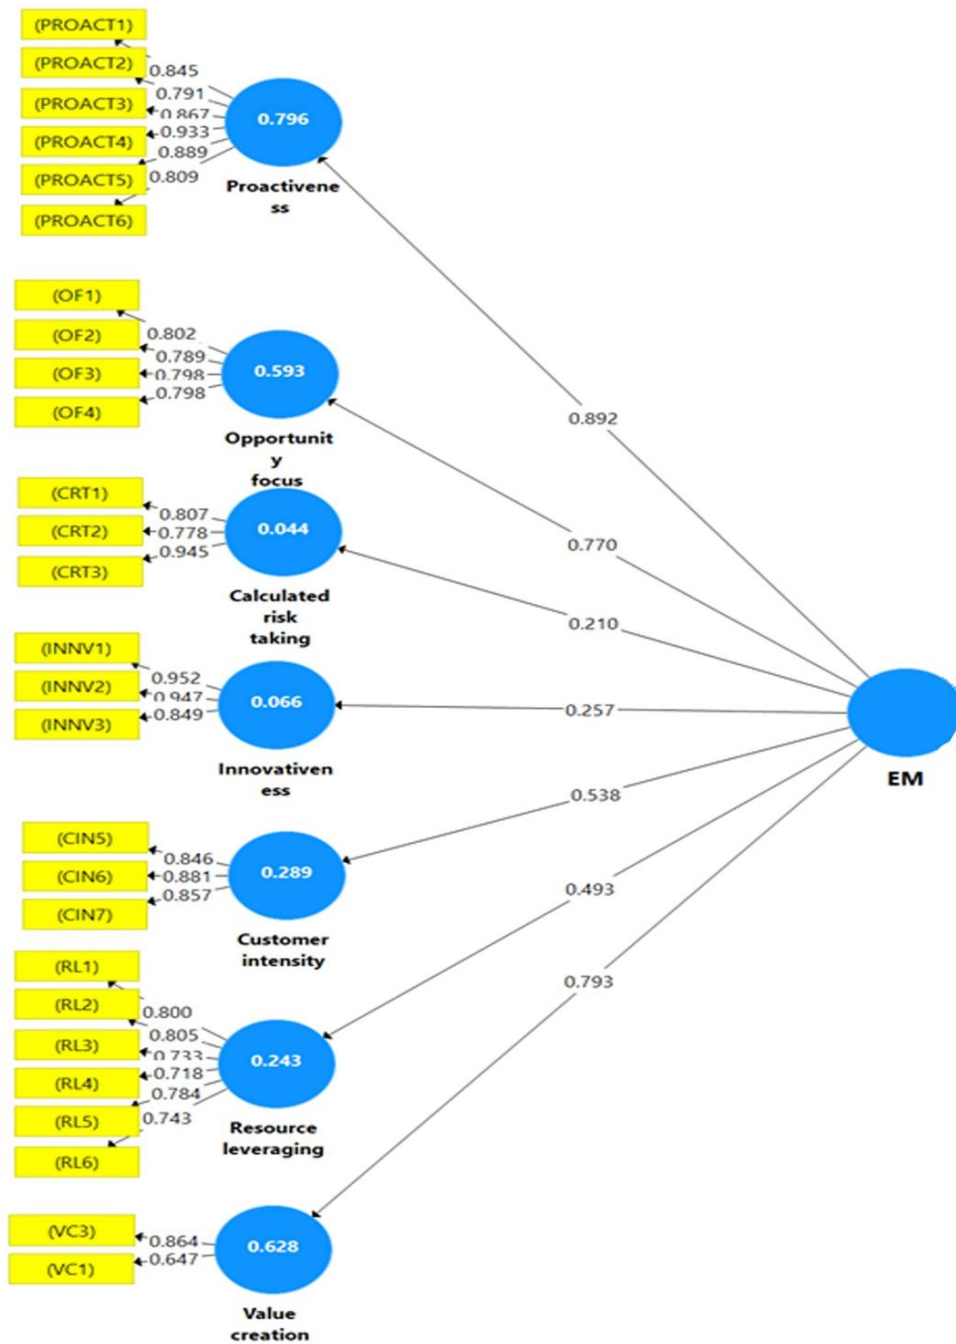 (PROACT1)
(PROACT2)
(PROACT3)
(PROACT4)
(PROACT5)
(PROACT6)
0.845
0.791
0.867
0.933
0.889
0.809
0.796
Proactivene
ss
(OF1)
(OF2)
(OF3)
(OF4)
0.802
0.789
0.798
0.798
0.593
Opportunit
y
focus
(CRT1)
(CRT2)
(CRT3)
0.807
0.778
0.945
0.044
Calculated
risk
taking
(INNV1)
(INNV2)
(INNV3)
0.952
0.947
0.849
0.066
Innovativen
ess
(CIN5)
(CIN6)
(CIN7)
0.846
0.881
0.857
0.289
Customer
intensity
(RL1)
(RL2)
(RL3)
(RL4)
(RL5)
(RL6)
0.800
0.805
0.733
0.718
0.784
0.743
0.243
Resource
leveraging
(VC3)
(VC1)
0.864
0.647
0.628
Value
creation
0.892
0.770
0.210
0.257
0.538
0.493
0.793
EM